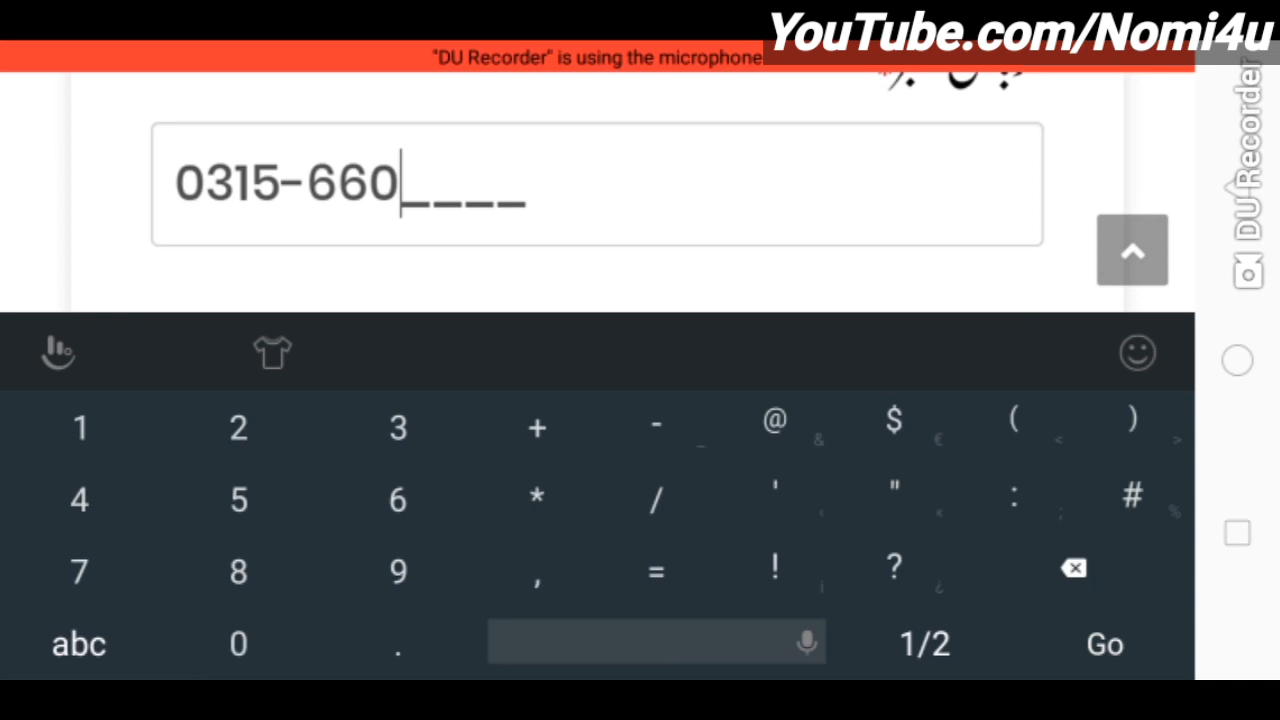 YouTube.com/Nomi4u
"DU Recorder" is using the microphone
DU Recorder
0315-660____
1 2 3 + - _ @ & $ € ( < ) >
4 5 6 * / ' " : ; # %
7 8 9 , = ! ¡ ? ¿
abc 0 . 1/2 Go